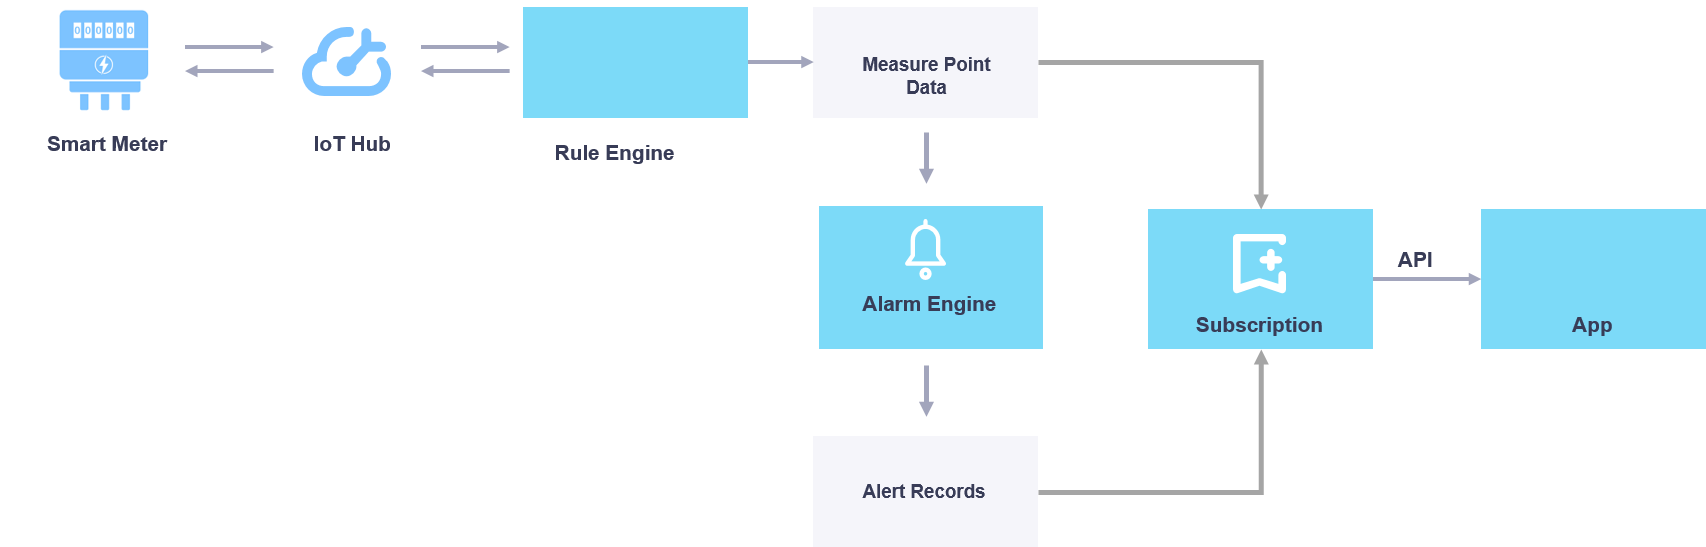 000000
Smart Meter
IoT Hub
Rule Engine
Measure Point
Data
Alarm Engine
Subscription
API
App
Alert Records